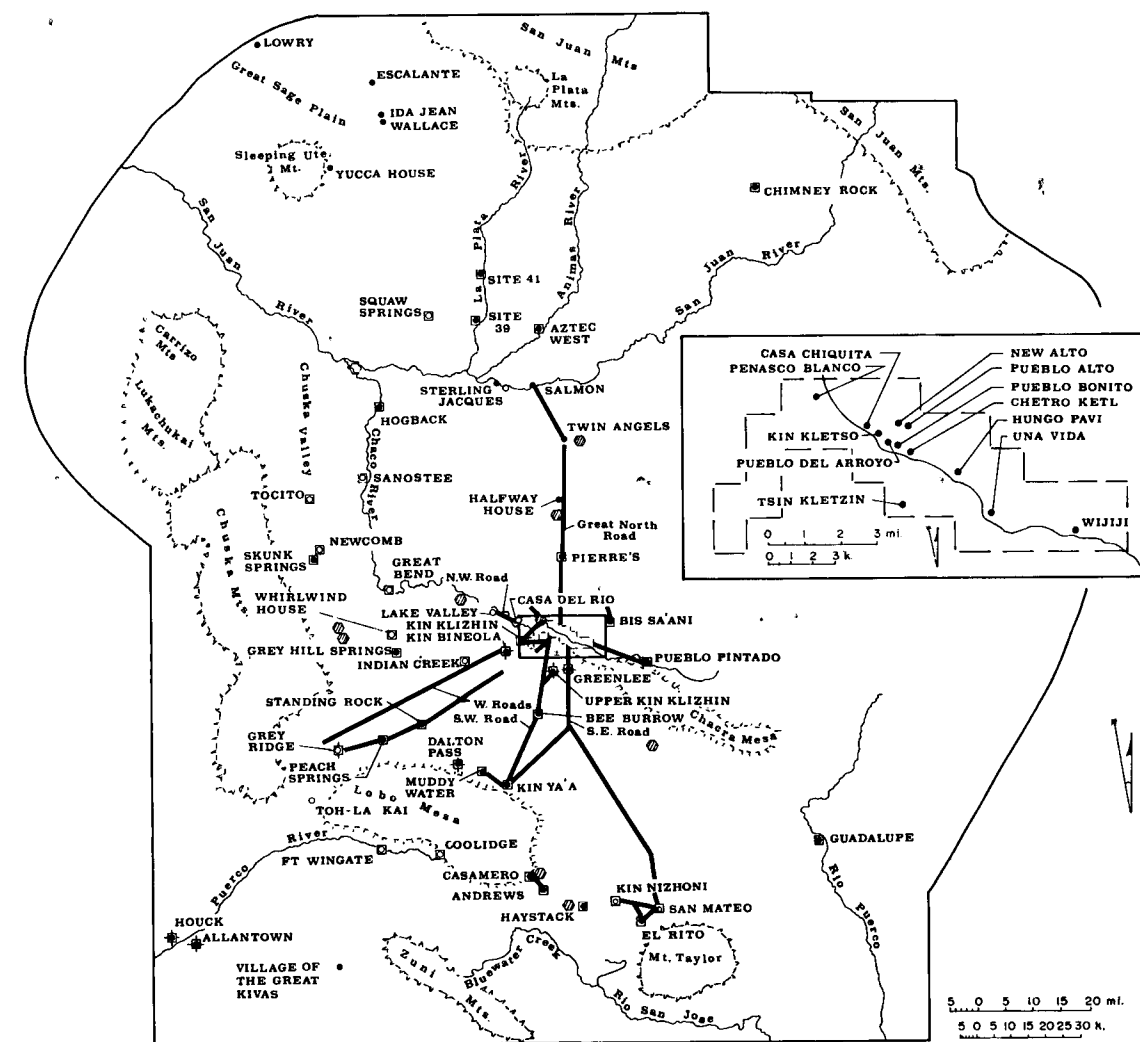 LOWRY
San Juan Mts
ESCALANTE
La
Plata
Mts.
Great Sage Plain
IDA JEAN
WALLACE
San Juan Mts.
Sleeping Ute
Mt.
YUCCA HOUSE
CHIMNEY ROCK
San Juan River
La Plata River
Animas River
San Juan River
SITE 41
SQUAW
SPRINGS
SITE
39
AZTEC
WEST
Carrizo
Mts
Lukachukai
Mts.
Chuska Valley
STERLING
JACQUES
SALMON
HOGBACK
Chaco River
TWIN ANGELS
SANOSTEE
TOCITO
HALFWAY
HOUSE
Great North
Road
Chuska Mts.
NEWCOMB
SKUNK
SPRINGS
PIERRE'S
GREAT
BEND
N.W. Road
CASA DEL RIO
WHIRLWIND
HOUSE
LAKE VALLEY
KIN KLIZHIN
KIN BINEOLA
BIS SA'ANI
GREY HILL SPRINGS
INDIAN CREEK
PUEBLO PINTADO
GREENLEE
STANDING ROCK
W. Roads
S.W. Road
UPPER KIN KLIZHIN
BEE BURROW
S.E. Road
Chacra Mesa
GREY
RIDGE
PEACH
SPRINGS
DALTON
PASS
MUDDY
WATER
KIN YA'A
Lobo Mesa
TOH-LA KAI
Puerco River
FT WINGATE
COOLIDGE
GUADALUPE
CASAMERO
ANDREWS
KIN NIZHONI
HAYSTACK
SAN MATEO
EL RITO
Mt. Taylor
Rio Puerco
HOUCK
ALLANTOWN
VILLAGE OF
THE GREAT
KIVAS
Zuni
Mts.
Bluewater Creek
Rio San Jose
CASA CHIQUITA
PENASCO BLANCO
NEW ALTO
PUEBLO ALTO
PUEBLO BONITO
CHETRO KETL
HUNGO PAVI
UNA VIDA
KIN KLETSO
PUEBLO DEL ARROYO
TSIN KLETZIN
WIJIJI
0 1 2 3 mi.
0 1 2 3 k.
5 0 5 10 15 20 mi.
5 0 5 10 15 20 25 30 k.